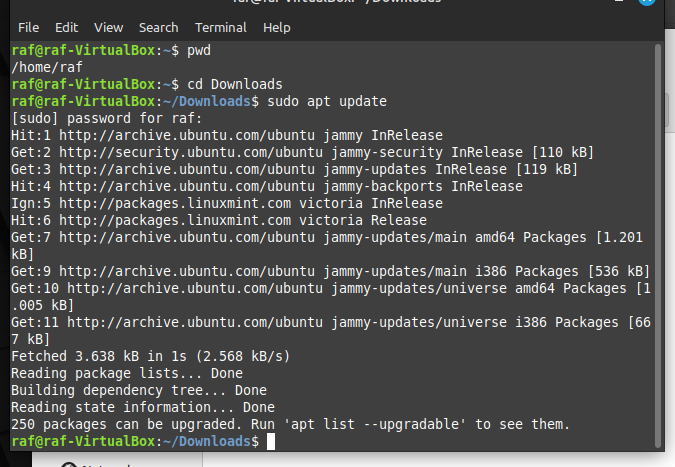 File Edit View Search Terminal Help
raf@raf-VirtualBox:~$ pwd
/home/raf
raf@raf-VirtualBox:~$ cd Downloads
raf@raf-VirtualBox:~/Downloads$ sudo apt update
[sudo] password for raf:
Hit:1 http://archive.ubuntu.com/ubuntu jammy InRelease
Get:2 http://security.ubuntu.com/ubuntu jammy-security InRelease [110 kB]
Get:3 http://archive.ubuntu.com/ubuntu jammy-updates InRelease [119 kB]
Hit:4 http://archive.ubuntu.com/ubuntu jammy-backports InRelease
Ign:5 http://packages.linuxmint.com victoria InRelease
Hit:6 http://packages.linuxmint.com victoria Release
Get:7 http://archive.ubuntu.com/ubuntu jammy-updates/main amd64 Packages [1.201
kB]
Get:9 http://archive.ubuntu.com/ubuntu jammy-updates/main i386 Packages [536 kB]
Get:10 http://archive.ubuntu.com/ubuntu jammy-updates/universe amd64 Packages [1
.005 kB]
Get:11 http://archive.ubuntu.com/ubuntu jammy-updates/universe i386 Packages [66
7 kB]
Fetched 3.638 kB in 1s (2.568 kB/s)
Reading package lists... Done
Building dependency tree... Done
Reading state information... Done
250 packages can be upgraded. Run 'apt list --upgradable' to see them.
raf@raf-VirtualBox:~/Downloads$